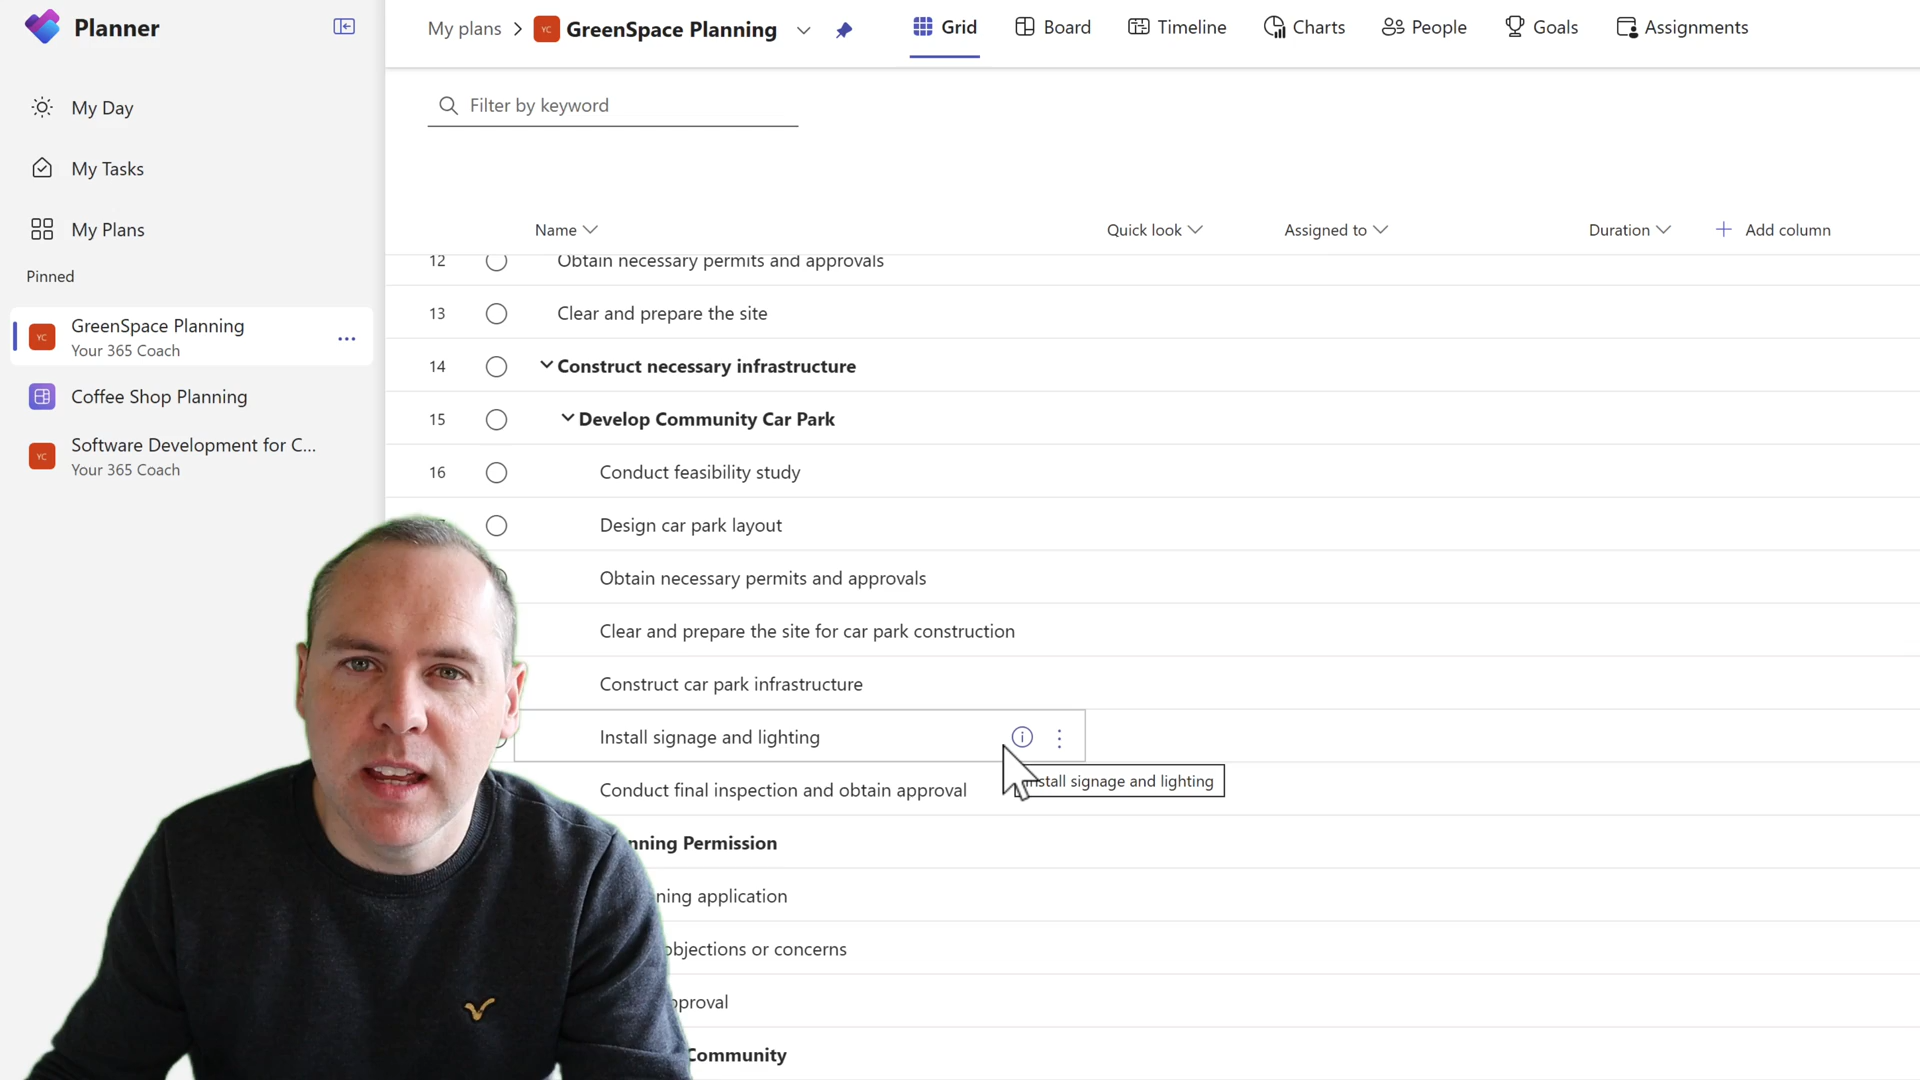 Planner
My plans
YC
GreenSpace Planning
Grid
Board
Timeline
Charts
People
Goals
Assignments
Filter by keyword
My Day
My Tasks
My Plans
Pinned
YC
GreenSpace Planning
Your 365 Coach
Coffee Shop Planning
YC
Software Development for C...
Your 365 Coach
Name
Quick look
Assigned to
Duration
Add column
12
Obtain necessary permits and approvals
13
Clear and prepare the site
14
Construct necessary infrastructure
15
Develop Community Car Park
16
Conduct feasibility study
Design car park layout
Obtain necessary permits and approvals
Clear and prepare the site for car park construction
Construct car park infrastructure
Install signage and lighting
stall signage and lighting
Conduct final inspection and obtain approval
nning Permission
ning application
objections or concerns
proval
Community